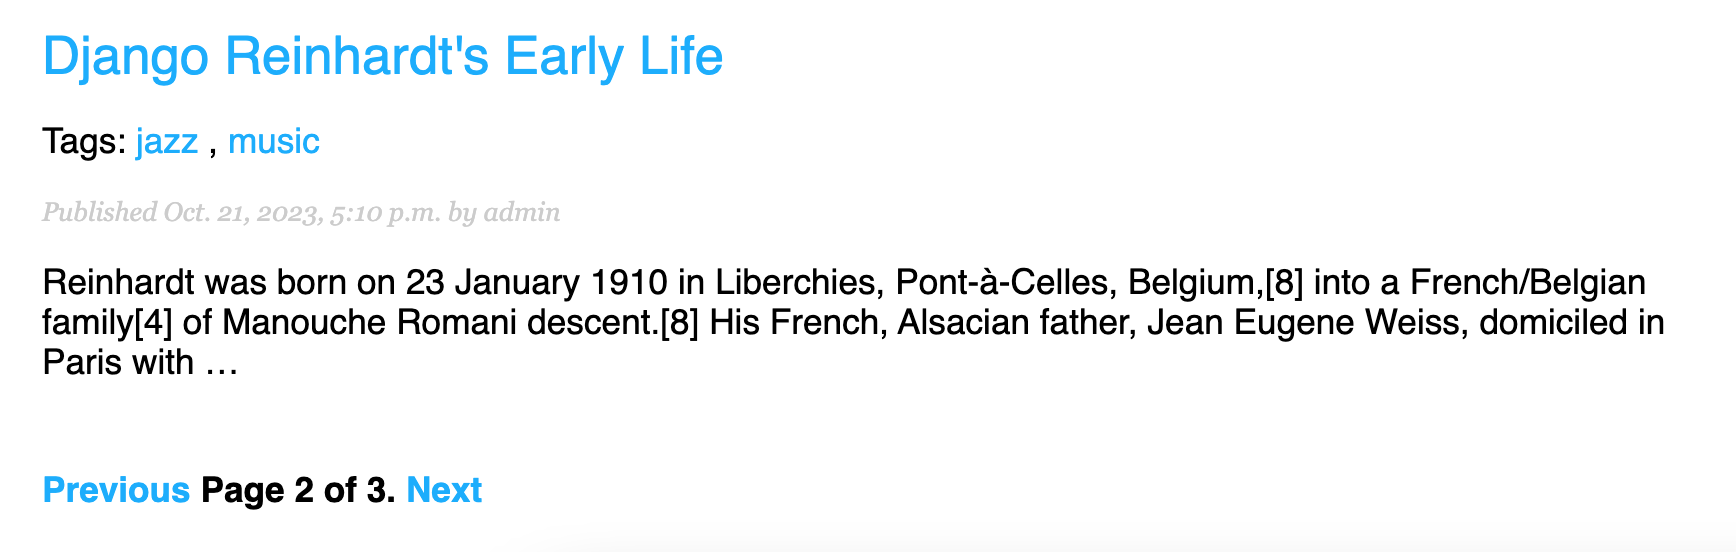 Django Reinhardt's Early Life
Tags: jazz , music
Published Oct. 21, 2023, 5:10 p.m. by admin
Reinhardt was born on 23 January 1910 in Liberchies, Pont-à-Celles, Belgium,[8] into a French/Belgian
family[4] of Manouche Romani descent.[8] His French, Alsacian father, Jean Eugene Weiss, domiciled in
Paris with …
Previous Page 2 of 3. Next